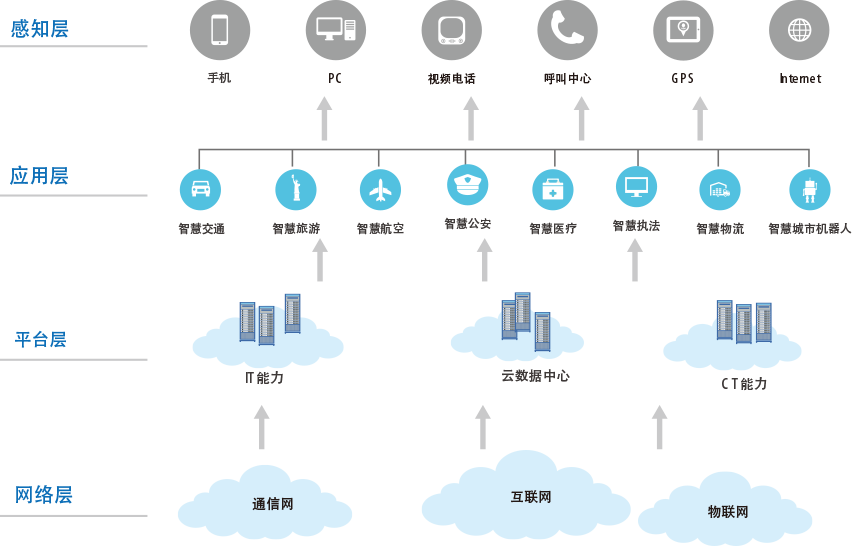 感知层
手机 PC 视频电话 呼叫中心 GPS Internet
应用层
智慧交通 智慧旅游 智慧航空 智慧公安 智慧医疗 智慧执法 智慧物流 智慧城市机器人
平台层
IT能力 云数据中心 CT能力
网络层
通信网 互联网 物联网